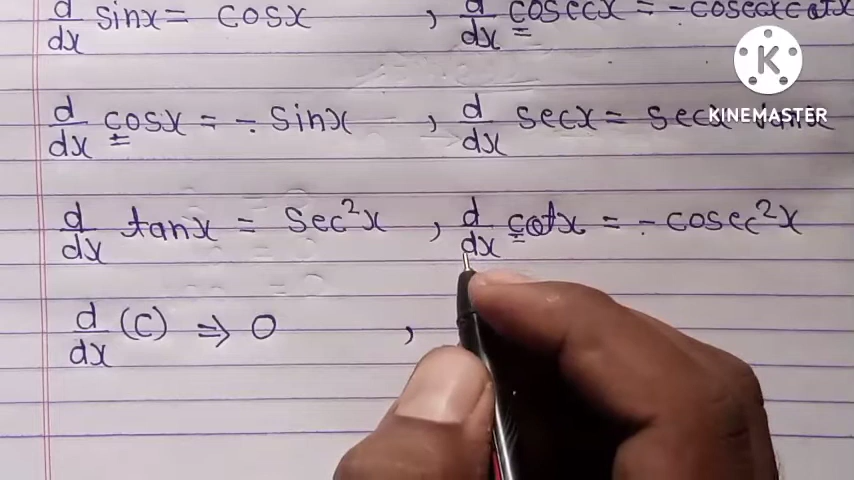 d/dx sinx = cosx , d/dx cosecx = -cosecx cotx
K
KINEMASTER
d/dx cosx = - sinx , d/dx secx = secx tanx
d/dx tanx = sec²x , d/dx cotx = - cosec²x
d/dx (c) ⇒ 0 ,